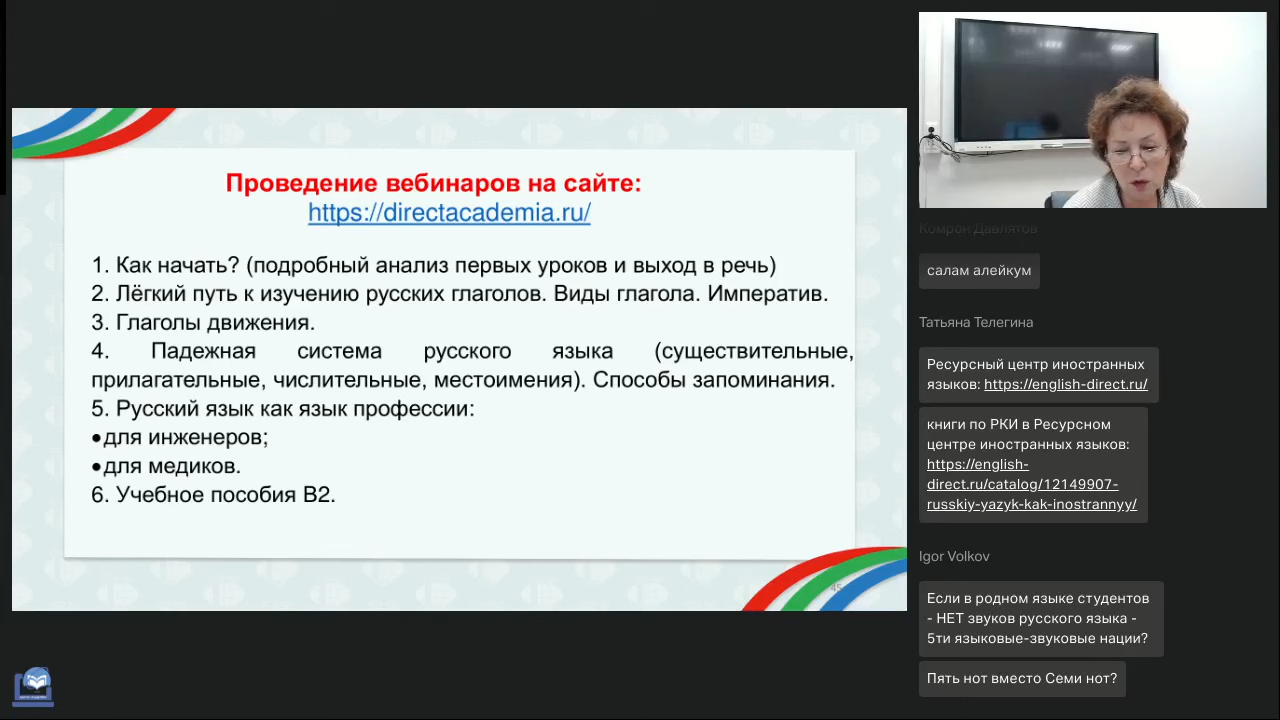 Проведение вебинаров на сайте:
https://directacademia.ru/
1. Как начать? (подробный анализ первых уроков и выход в речь)
2. Лёгкий путь к изучению русских глаголов. Виды глагола. Императив.
3. Глаголы движения.
4. Падежная система русского языка (существительные,
прилагательные, числительные, местоимения). Способы запоминания.
5. Русский язык как язык профессии:
•для инженеров;
•для медиков.
6. Учебное пособия В2.
Комрон Давлятов
салам алейкум
Татьяна Телегина
Ресурсный центр иностранных
языков: https://english-direct.ru/
книги по РКИ в Ресурсном
центре иностранных языков:
https://english-
direct.ru/catalog/12149907-
russkiy-yazyk-kak-inostrannyy/
Igor Volkov
Если в родном языке студентов
- НЕТ звуков русского языка -
5ти языковые-звуковые нации?
Пять нот вместо Семи нот?